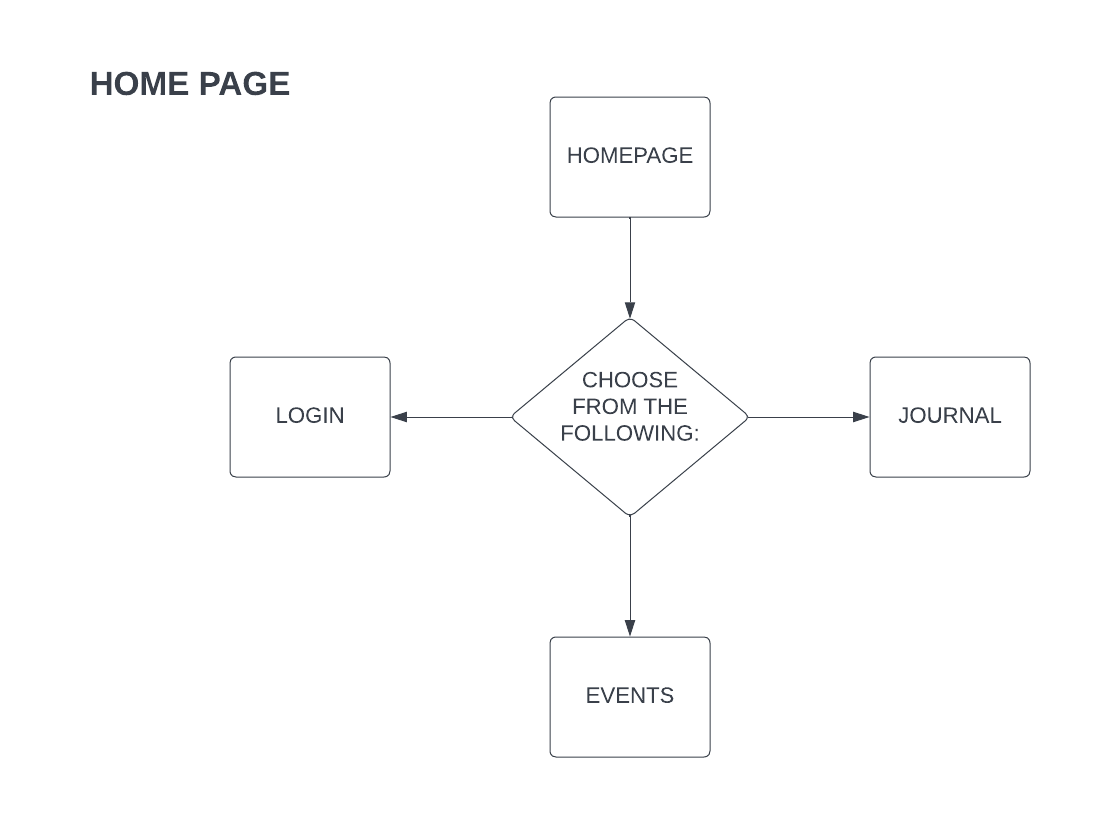 HOME PAGE
HOMEPAGE
CHOOSE
FROM THE
FOLLOWING:
LOGIN
JOURNAL
EVENTS